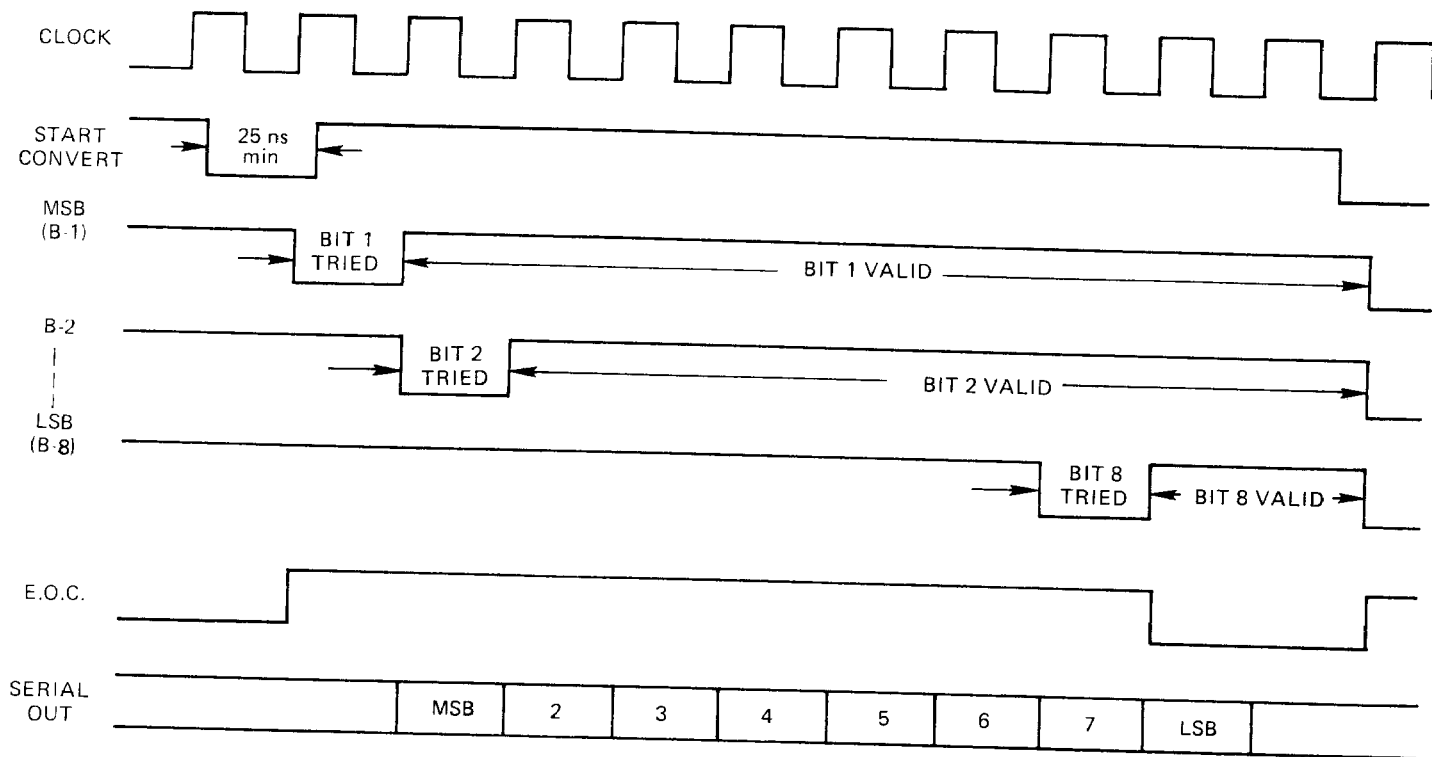 CLOCK
START
CONVERT
25 ns
min
MSB
(B-1)
BIT 1
TRIED
BIT 1 VALID
B-2
BIT 2
TRIED
BIT 2 VALID
LSB
(B-8)
BIT 8
TRIED
BIT 8 VALID
E.O.C.
SERIAL
OUT
MSB 2 3 4 5 6 7 LSB